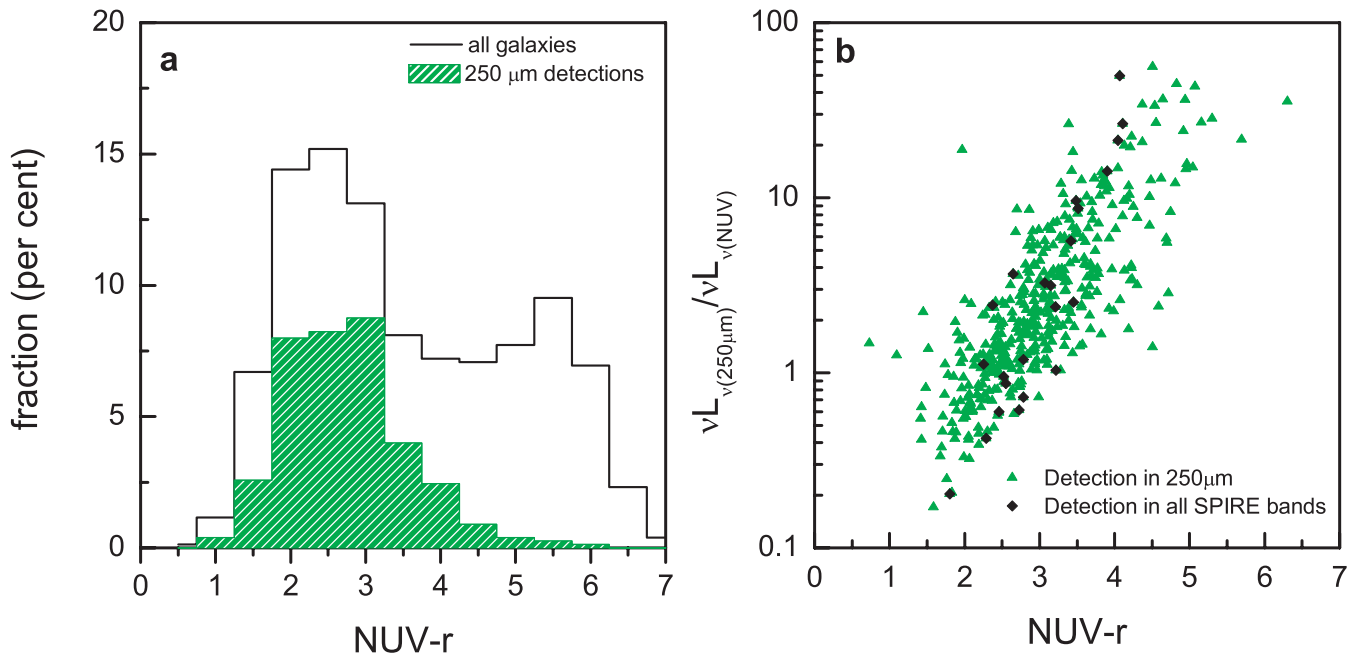 a
all galaxies
250 μm detections
fraction (per cent)
20
15
10
5
0
0 1 2 3 4 5 6 7
NUV-r
b
νLν(250μm)/νLν(NUV)
100
10
1
0.1
Detection in 250μm
Detection in all SPIRE bands
0 1 2 3 4 5 6 7
NUV-r